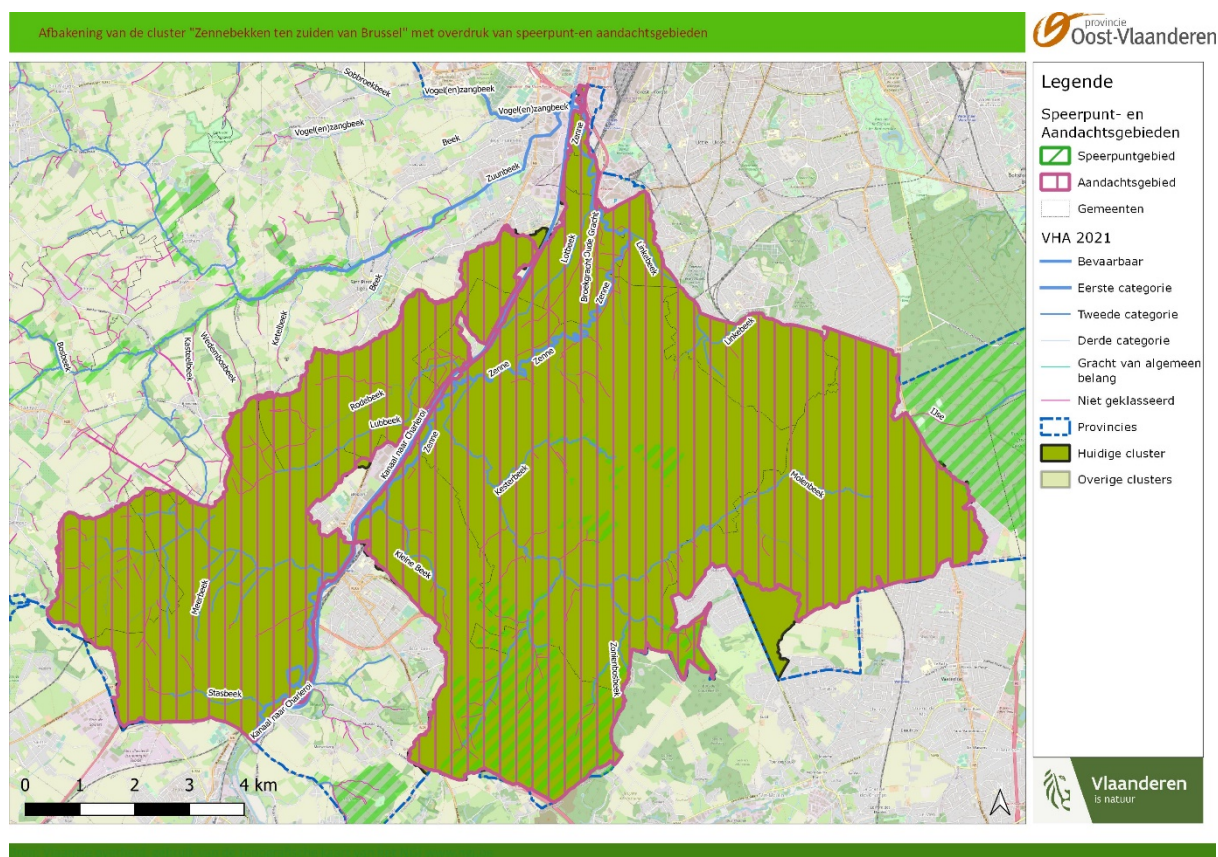 Afbakening van de cluster "Zennebekken ten zuiden van Brussel" met overdruk van speerpunt-en aandachtsgebieden
provincie
Oost-Vlaanderen
Legende
Speerpunt- en
Aandachtsgebieden
Speerpuntgebied
Aandachtsgebied
Gemeenten
VHA 2021
Bevaarbaar
Eerste categorie
Tweede categorie
Derde categorie
Gracht van algemeen
belang
Niet geklasseerd
Provincies
Huidige cluster
Overige clusters
Sobbroekbeek
Vogel(en)zangbeek
Vogel(en)zangbeek
Vogel(en)zangbeek
Beek
Zuunbeek
Zenne
Lotbeek
Broekgracht
Oude Gracht
Zenne
Linkebeek
Linkebeek
Beek
Ketelbeek
Wedembosbeek
Kasteelbeek
Bosbeek
Zenne
Zenne
Rodebeek
Lubbeek
Kanaal naar Charleroi
Zenne
Kesterbeek
Molenbeek
IJse
Kleine Beek
Meerbeek
Stasbeek
Kanaal naar Charleroi
Zonienbosbeek
0 1 2 3 4 km
Vlaanderen
is natuur